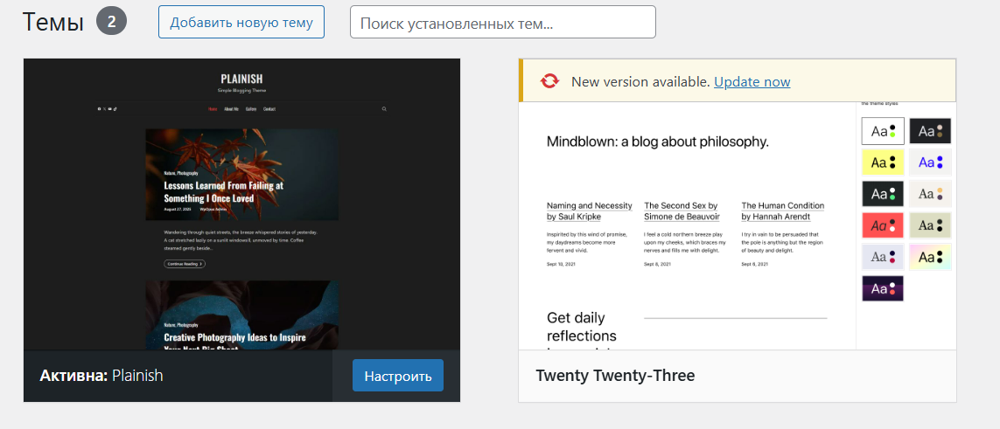 Темы 2 Добавить новую тему Поиск установленных тем...
PLAINISH
Simple Blogging Theme
Home About Me Gallery Contact
Nature, Photography
Lessons Learned From Failing at
Something I Once Loved
August 27, 2025
Wandering through quiet streets, the breeze whispered stories of yesterday.
A cat stretched lazily on a sunlit windowsill, unmoved by time. Coffee
steamed gently beside...
Continue Reading
Nature, Photography
Creative Photography Ideas to Inspire
Активна: Plainish
Настроить
New version available. Update now
the theme styles
Mindblown: a blog about philosophy.
Naming and Necessity
by Saul Kripke
Inspirited by this wind of promise,
my daydreams become more
fervent and vivid.
Sept 10, 2021
The Second Sex by
Simone de Beauvoir
I feel a cold northern breeze play
upon my cheeks, which braces my
nerves and fills me with delight.
Sept 8, 2021
The Human Condition
by Hannah Arendt
I try in vain to be persuaded that
the pole is anything but the region
of beauty and delight.
Sept 8, 2021
Get daily
reflections
Aa Aa
Aa Aa
Aa Aa
Aa Aa
Aa Aa
Aa
Twenty Twenty-Three